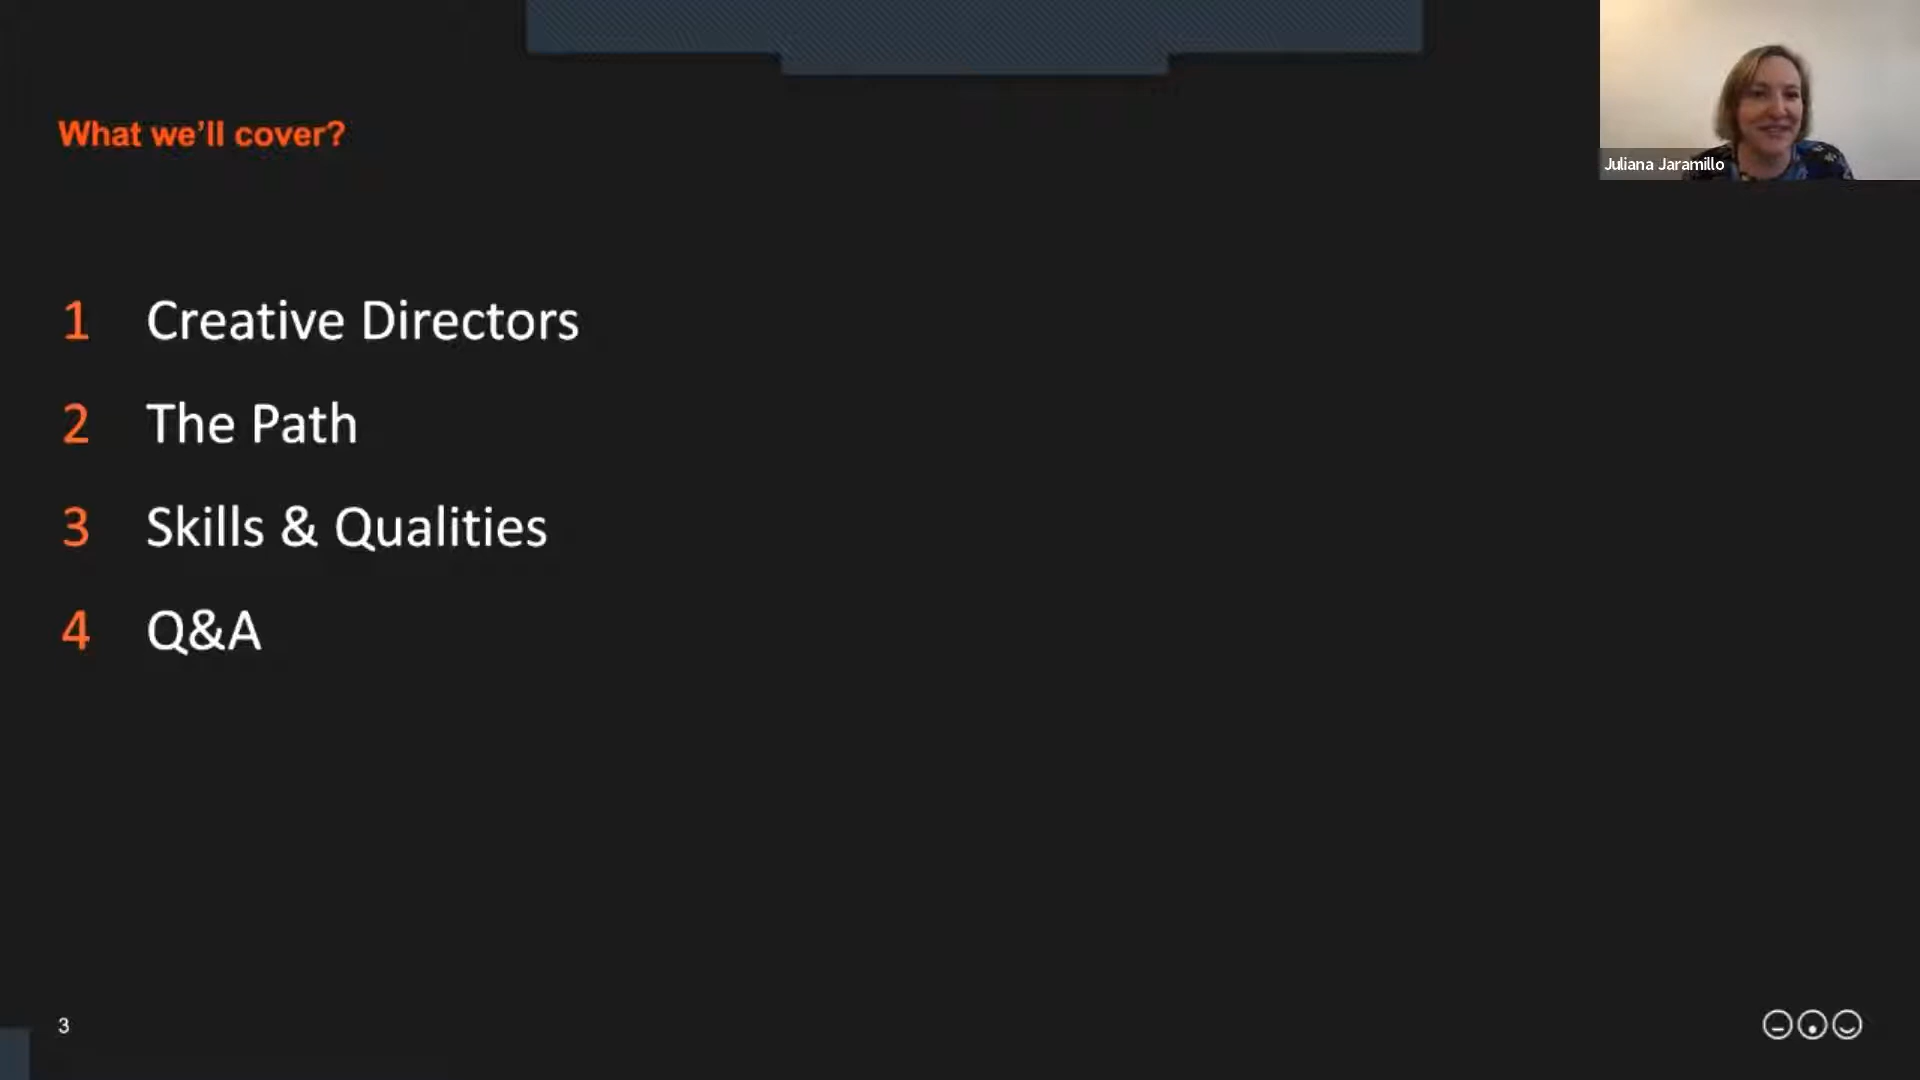 What we'll cover?
Juliana Jaramillo
1 Creative Directors
2 The Path
3 Skills & Qualities
4 Q&A
3